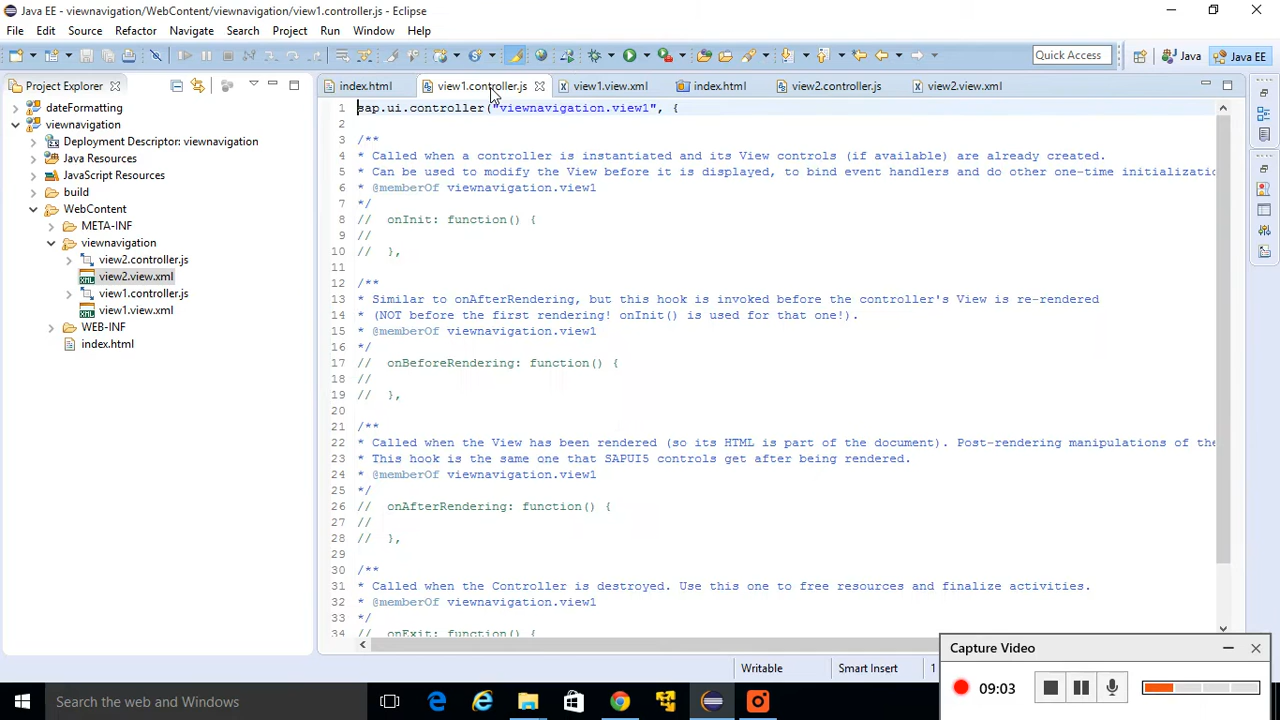 Java EE - viewnavigation/WebContent/viewnavigation/view1.controller.js - Eclipse
File Edit Source Refactor Navigate Search Project Run Window Help
Quick Access Java Java EE
Project Explorer
index.html view1.controller.js view1.view.xml index.html view2.controller.js view2.view.xml
dateFormatting
viewnavigation
Deployment Descriptor: viewnavigation
Java Resources
JavaScript Resources
build
WebContent
META-INF
viewnavigation
view2.controller.js
view2.view.xml
view1.controller.js
view1.view.xml
WEB-INF
index.html
1 sap.ui.controller("viewnavigation.view1", {
2
3 /**
4 * Called when a controller is instantiated and its View controls (if available) are already created.
5 * Can be used to modify the View before it is displayed, to bind event handlers and do other one-time initializatio
6 * @memberOf viewnavigation.view1
7 */
8 // onInit: function() {
9 //
10 // },
11
12 /**
13 * Similar to onAfterRendering, but this hook is invoked before the controller's View is re-rendered
14 * (NOT before the first rendering! onInit() is used for that one!).
15 * @memberOf viewnavigation.view1
16 */
17 // onBeforeRendering: function() {
18 //
19 // },
20
21 /**
22 * Called when the View has been rendered (so its HTML is part of the document). Post-rendering manipulations of the
23 * This hook is the same one that SAPUI5 controls get after being rendered.
24 * @memberOf viewnavigation.view1
25 */
26 // onAfterRendering: function() {
27 //
28 // },
29
30 /**
31 * Called when the Controller is destroyed. Use this one to free resources and finalize activities.
32 * @memberOf viewnavigation.view1
33 */
34 // onExit: function() {
Writable Smart Insert 1
Capture Video
09:03
Search the web and Windows